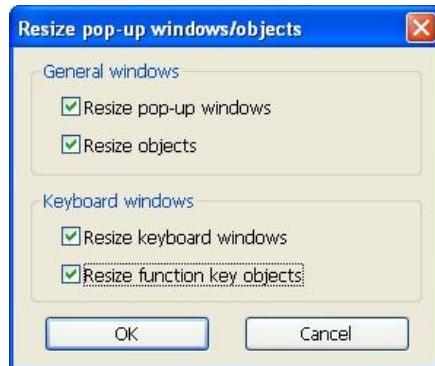 Resize pop-up windows/objects
General windows
Resize pop-up windows
Resize objects
Keyboard windows
Resize keyboard windows
Resize function key objects
OK Cancel